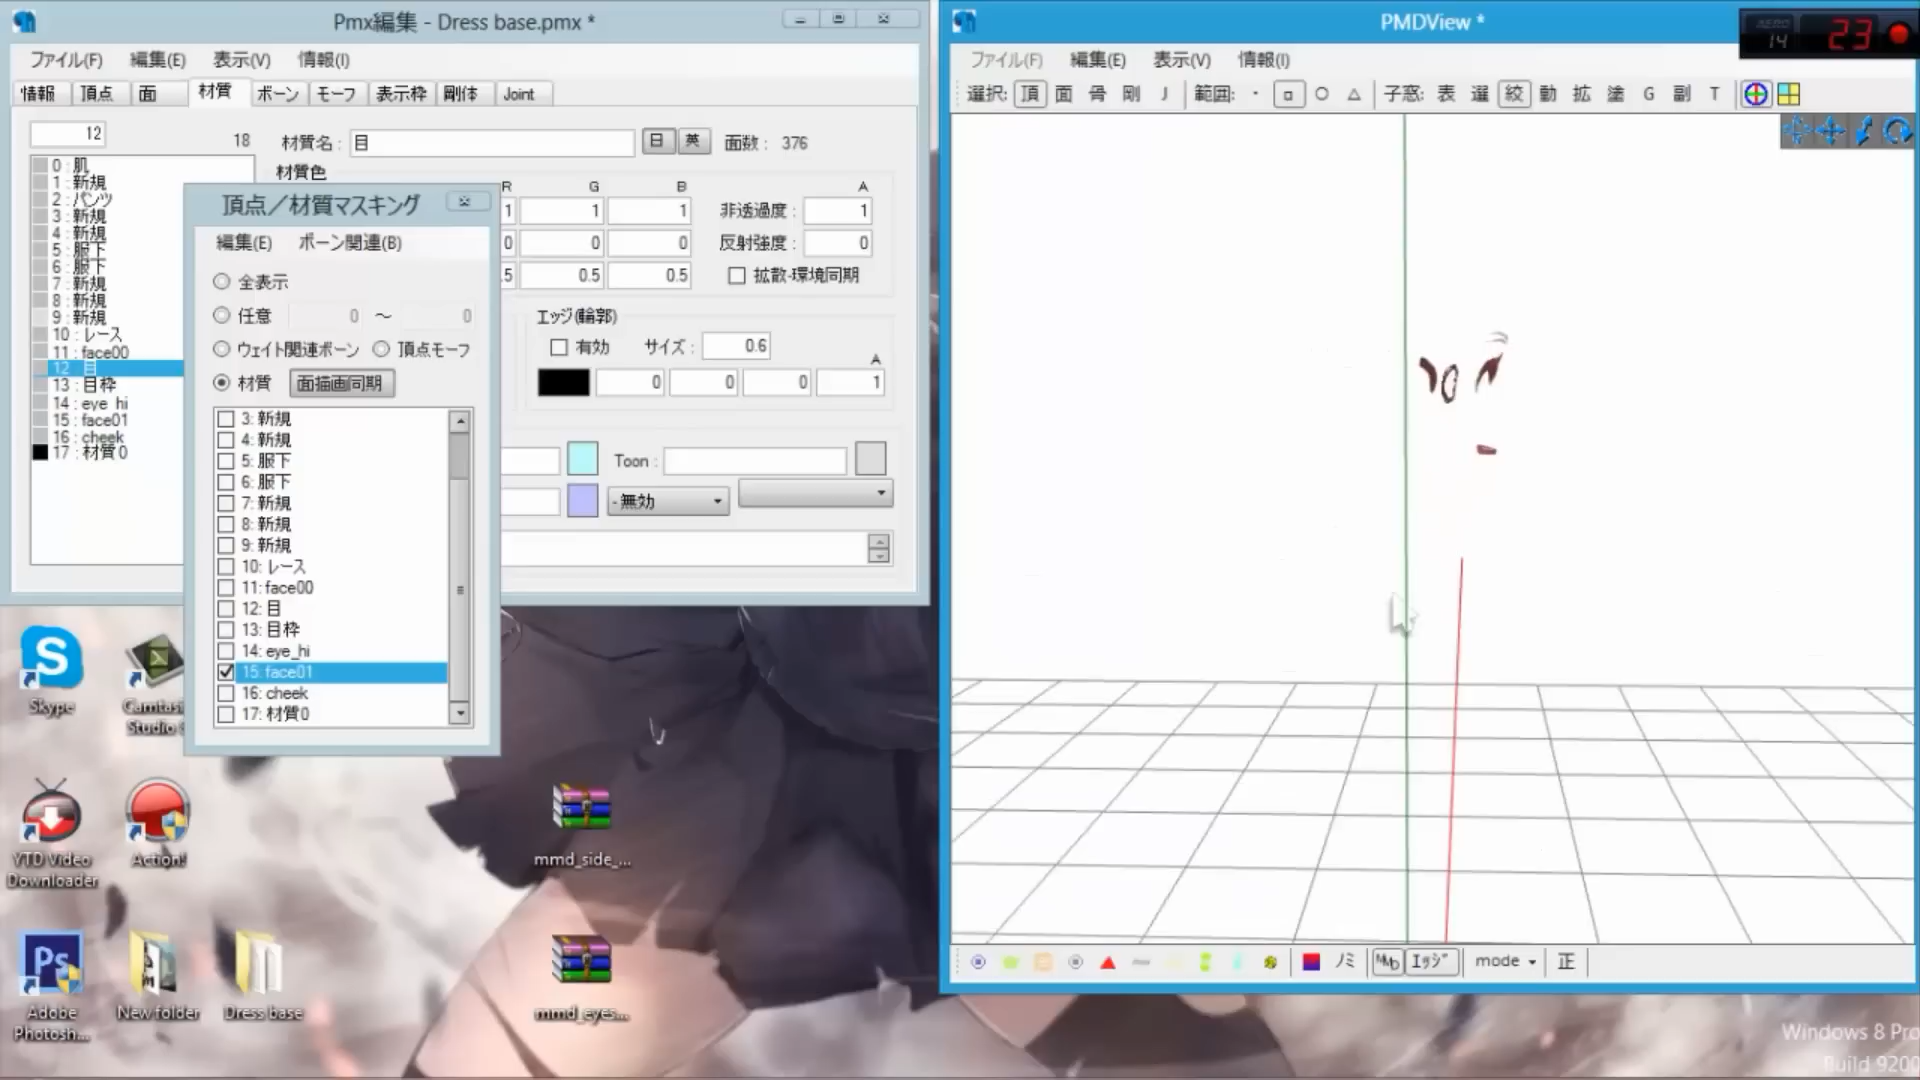 Pmx編集 - Dress base.pmx *
ファイル(F) 編集(E) 表示(V) 情報(I)
情報 頂点 面 材質 ボーン モーフ 表示枠 剛体 Joint
12
18
材質名 : 目 日 英 面数 : 376
材質色
0 : 肌
1 : 新規
2 : パンツ
3 : 新規
4 : 新規
5 : 服下
6 : 服下
7 : 新規
8 : 新規
9 : 新規
10 : レース
11 : face00
12 : 目
13 : 目枠
14 : eye_hi
15 : face01
16 : cheek
17 : 材質0
R G B A
1 1 1 非透過度 : 1
0 0 0 反射強度 : 0
.5 0.5 0.5 拡散-環境同期
エッジ(輪郭)
有効 サイズ : 0.6
A
0 0 0 1
Toon :
- 無効
頂点／材質マスキング
編集(E) ボーン関連(B)
全表示
任意 0 ～ 0
ウェイト関連ボーン 頂点モーフ
材質 面描画同期
3: 新規
4: 新規
5: 服下
6: 服下
7: 新規
8: 新規
9: 新規
10: レース
11: face00
12: 目
13: 目枠
14: eye_hi
15: face01
16: cheek
17: 材質0
PMDView *
ファイル(F) 編集(E) 表示(V) 情報(I)
選択: 頂 面 骨 剛 J 範囲: 子窓: 表 選 絞 動 拡 塗 G 副 T
14
23
MMD エッジ mode 正
Skype
Camtasi
Studio
YTD Video
Downloader
Action!
Adobe
Photosh...
New folder
Dress base
mmd_side_...
mmd_eyes...
Windows 8 Pro
Build 9200